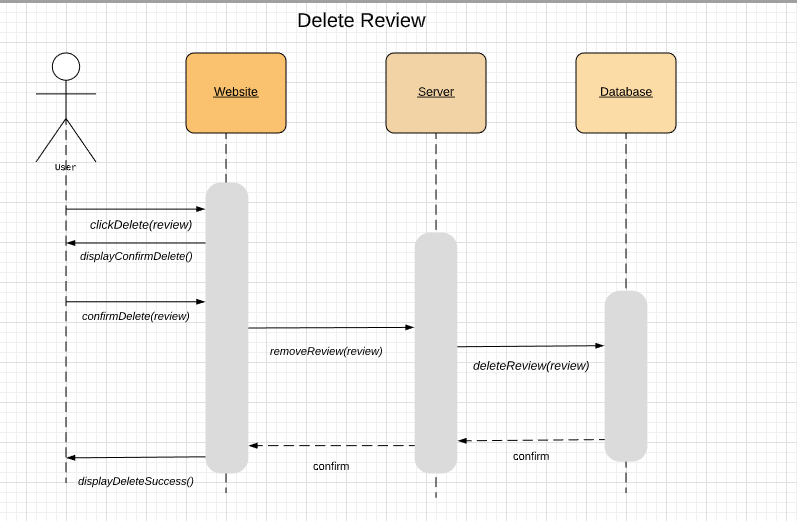 Delete Review
Website
Server
Database
User
clickDelete(review)
displayConfirmDelete()
confirmDelete(review)
removeReview(review)
deleteReview(review)
confirm
confirm
displayDeleteSuccess()